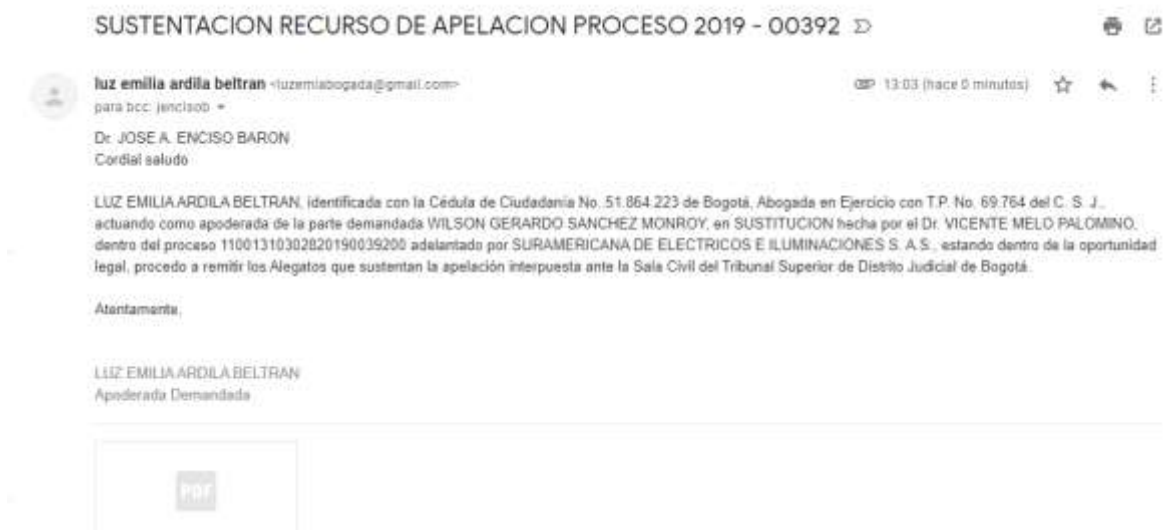 SUSTENTACION RECURSO DE APELACION PROCESO 2019 - 00392
luz emilia ardila beltran <luzemiabogada@gmail.com>
13:03 (hace 0 minutos)
para bcc: jencisob
Dr. JOSE A. ENCISO BARON
Cordial saludo
LUZ EMILIA ARDILA BELTRAN, identificada con la Cédula de Ciudadanía No. 51.864.223 de Bogotá, Abogada en Ejercicio con T.P. No. 69.764 del C. S. J.,
actuando como apoderada de la parte demandada WILSON GERARDO SANCHEZ MONROY, en SUSTITUCION hecha por el Dr. VICENTE MELO PALOMINO,
dentro del proceso 11001310302820190039200 adelantado por SURAMERICANA DE ELECTRICOS E ILUMINACIONES S. A.S., estando dentro de la oportunidad
legal, procedo a remitir los Alegatos que sustentan la apelación interpuesta ante la Sala Civil del Tribunal Superior de Distrito Judicial de Bogotá.
Atentamente,
LUZ EMILIA ARDILA BELTRAN
Apoderada Demandada
PDF